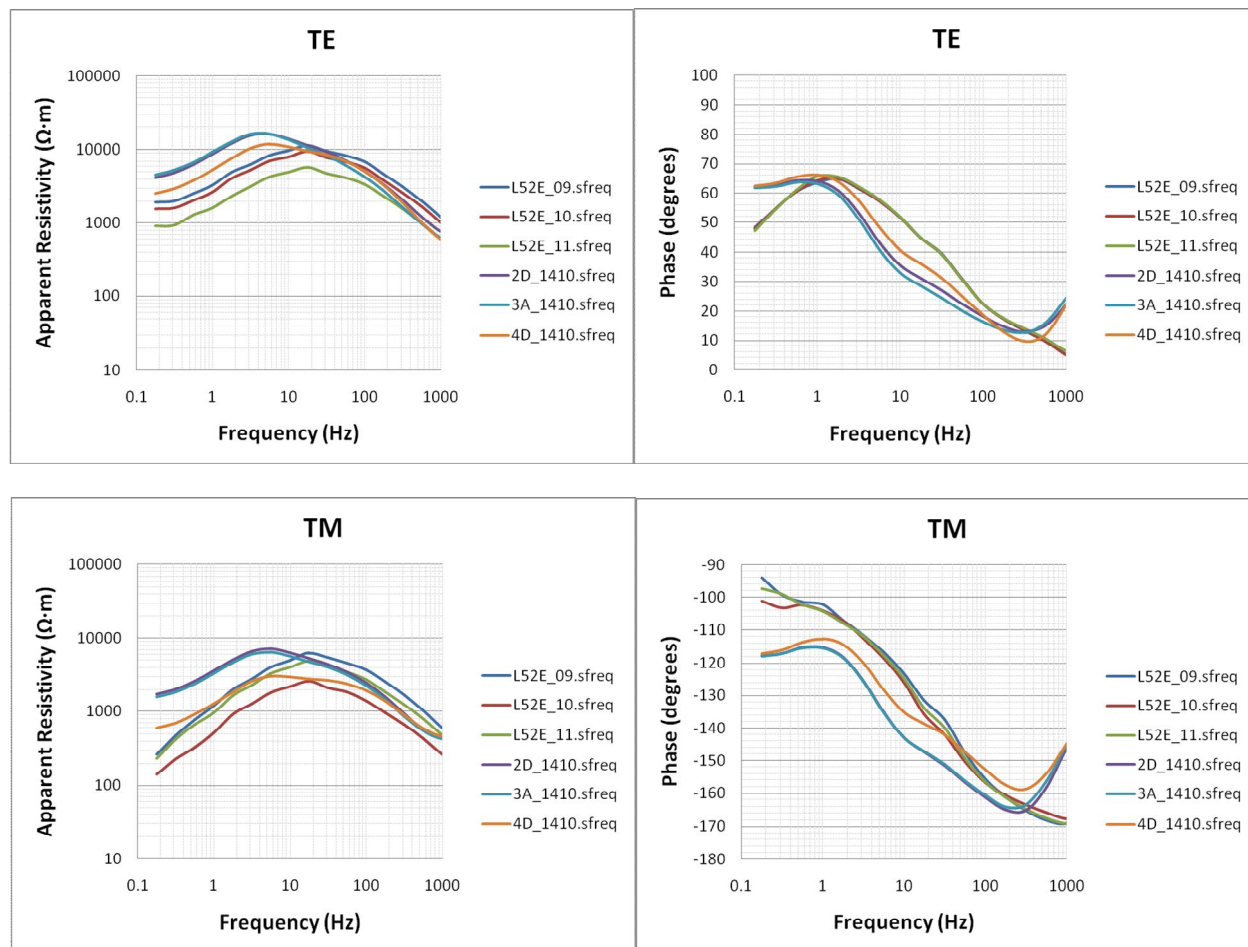 TE
100000
10000
1000
100
10
0.1 1 10 100 1000
Apparent Resistivity (Ω·m)
Frequency (Hz)
L52E_09.sfreq
L52E_10.sfreq
L52E_11.sfreq
2D_1410.sfreq
3A_1410.sfreq
4D_1410.sfreq
TE
100
90
80
70
60
50
40
30
20
10
0
0.1 1 10 100 1000
Phase (degrees)
Frequency (Hz)
L52E_09.sfreq
L52E_10.sfreq
L52E_11.sfreq
2D_1410.sfreq
3A_1410.sfreq
4D_1410.sfreq
TM
100000
10000
1000
100
10
0.1 1 10 100 1000
Apparent Resistivity (Ω·m)
Frequency (Hz)
L52E_09.sfreq
L52E_10.sfreq
L52E_11.sfreq
2D_1410.sfreq
3A_1410.sfreq
4D_1410.sfreq
TM
-90
-100
-110
-120
-130
-140
-150
-160
-170
-180
0.1 1 10 100 1000
Phase (degrees)
Frequency (Hz)
L52E_09.sfreq
L52E_10.sfreq
L52E_11.sfreq
2D_1410.sfreq
3A_1410.sfreq
4D_1410.sfreq